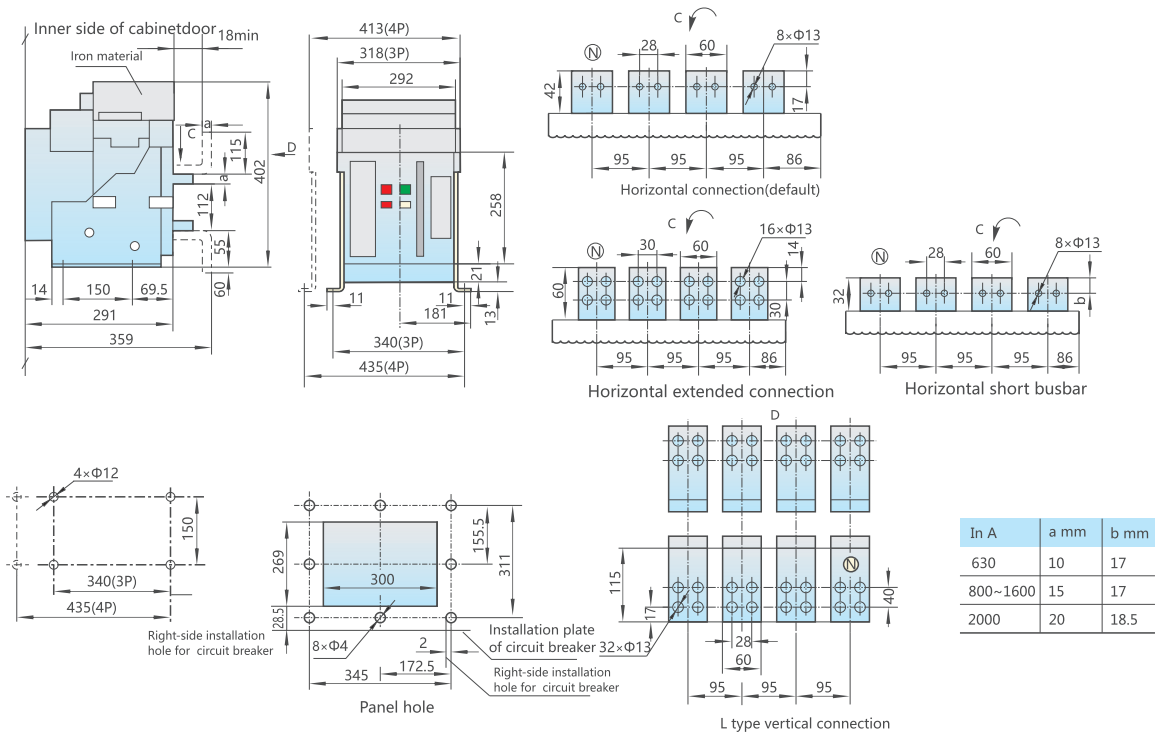 Inner side of cabinetdoor
18min
Iron material
C
a
115
D
402
a
112
55
60
14
150
69.5
291
359
413(4P)
318(3P)
292
258
21
11
11
13
181
340(3P)
435(4P)
C
N
28
60
8×Φ13
42
17
95
95
95
86
Horizontal connection(default)
C
N
30
60
16×Φ13
14
60
30
95
95
95
86
Horizontal extended connection
C
N
28
60
8×Φ13
32
b
95
95
95
86
Horizontal short busbar
4×Φ12
150
340(3P)
435(4P)
269
300
155.5
311
28.5
Right-side installation
hole for circuit breaker
8×Φ4
2
Installation plate
of circuit breaker
172.5
345
Right-side installation
hole for circuit breaker
Panel hole
D
N
115
17
40
32×Φ13
28
60
95
95
95
L type vertical connection
In A a mm b mm
630 10 17
800~1600 15 17
2000 20 18.5